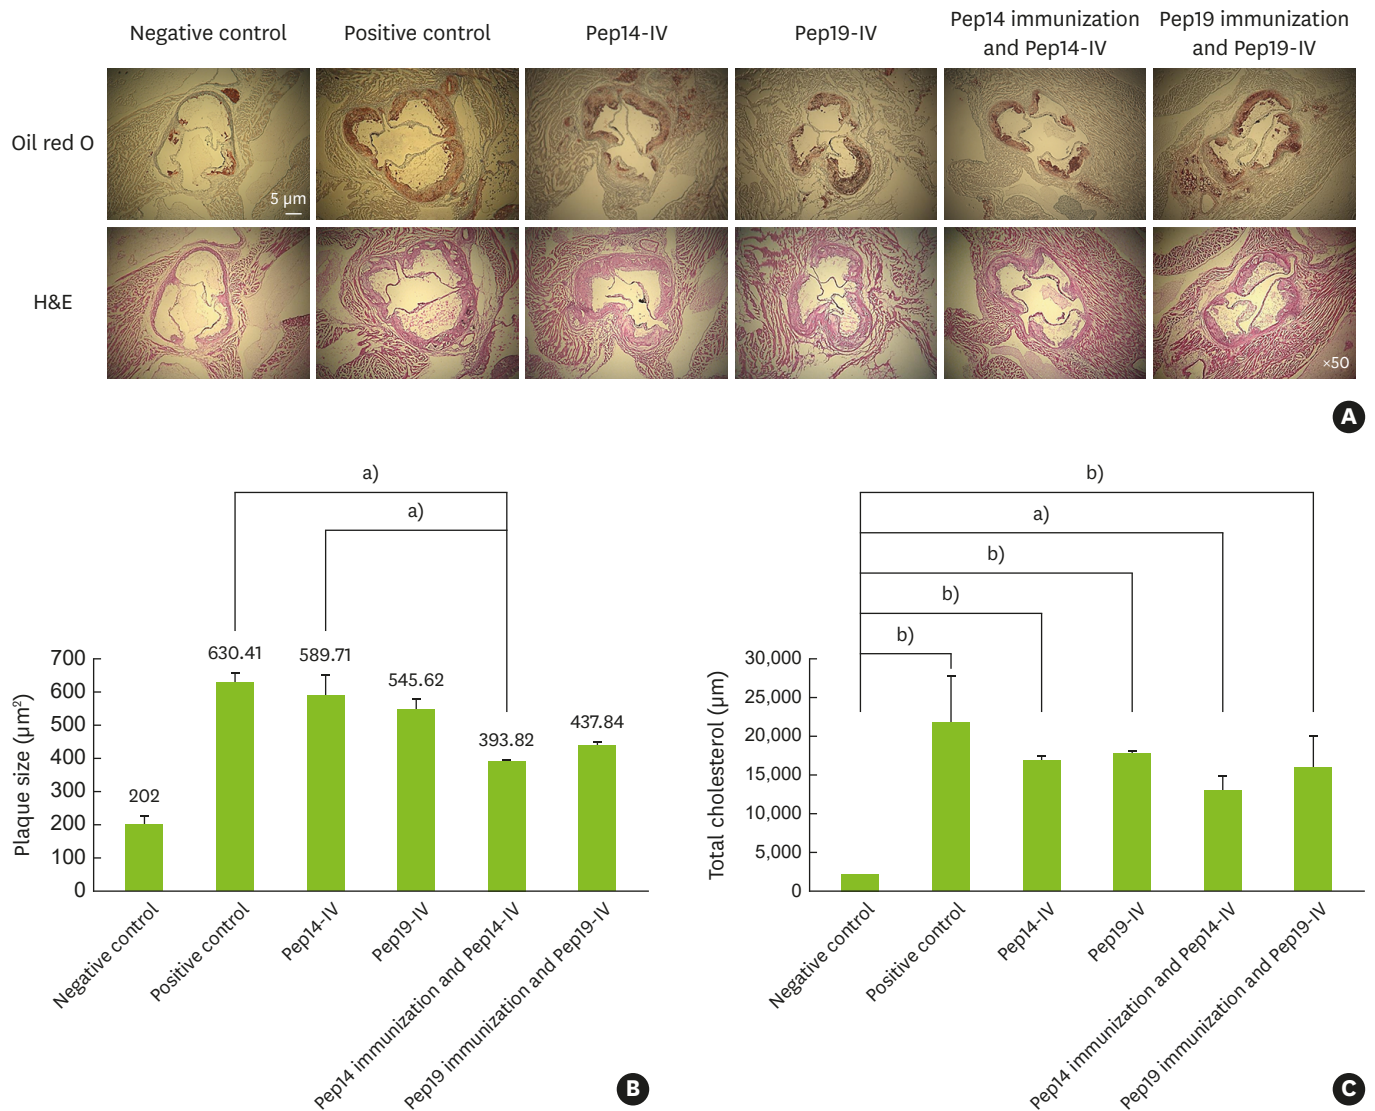 Negative control
Positive control
Pep14-IV
Pep19-IV
Pep14 immunization
and Pep14-IV
Pep19 immunization
and Pep19-IV
Oil red O
5 μm
H&E
×50
A
a)
a)
Plaque size (μm²)
700
600
500
400
300
200
100
0
202
630.41
589.71
545.62
393.82
437.84
Negative control
Positive control
Pep14-IV
Pep19-IV
Pep14 immunization and Pep14-IV
Pep19 immunization and Pep19-IV
B
b)
a)
b)
b)
b)
Total cholesterol (μm)
30,000
25,000
20,000
15,000
10,000
5,000
0
Negative control
Positive control
Pep14-IV
Pep19-IV
Pep14 immunization and Pep14-IV
Pep19 immunization and Pep19-IV
C